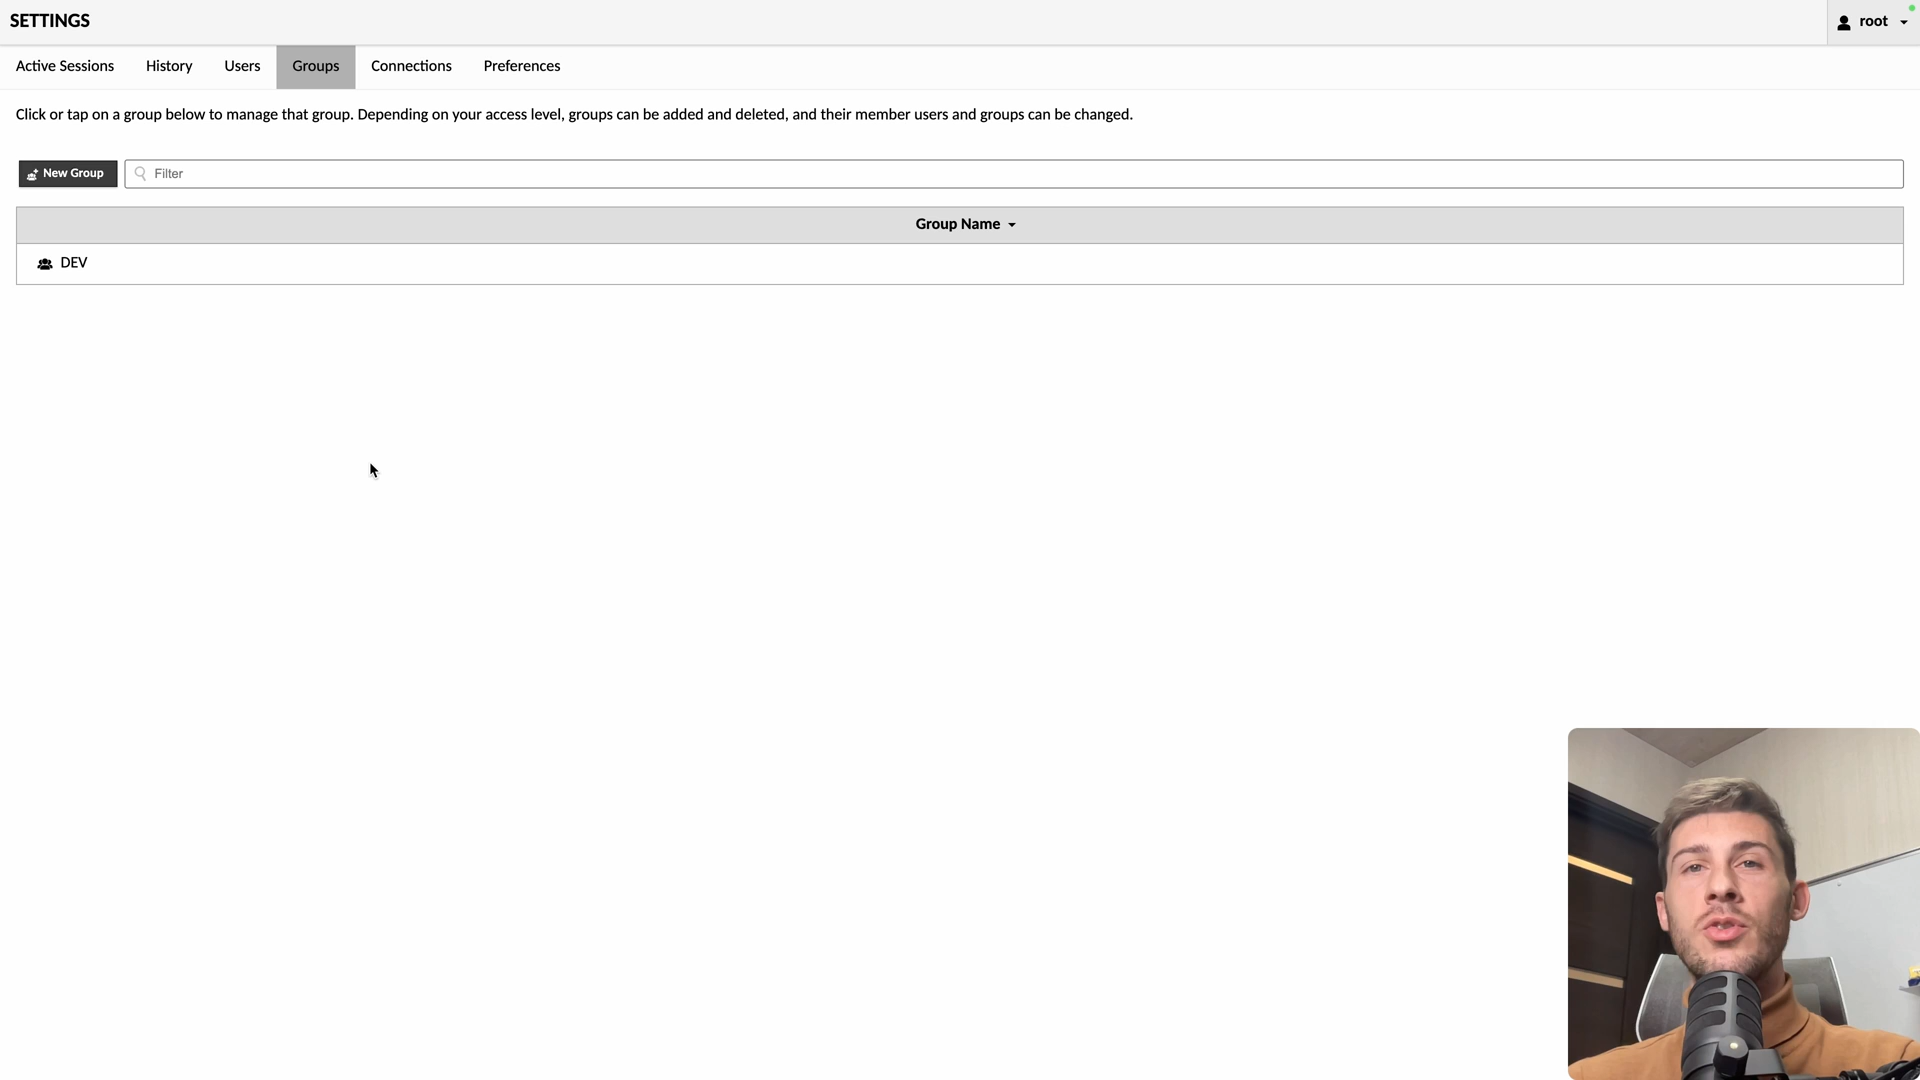 SETTINGS
root
Active Sessions
History
Users
Groups
Connections
Preferences
Click or tap on a group below to manage that group. Depending on your access level, groups can be added and deleted, and their member users and groups can be changed.
New Group
Filter
Group Name
DEV